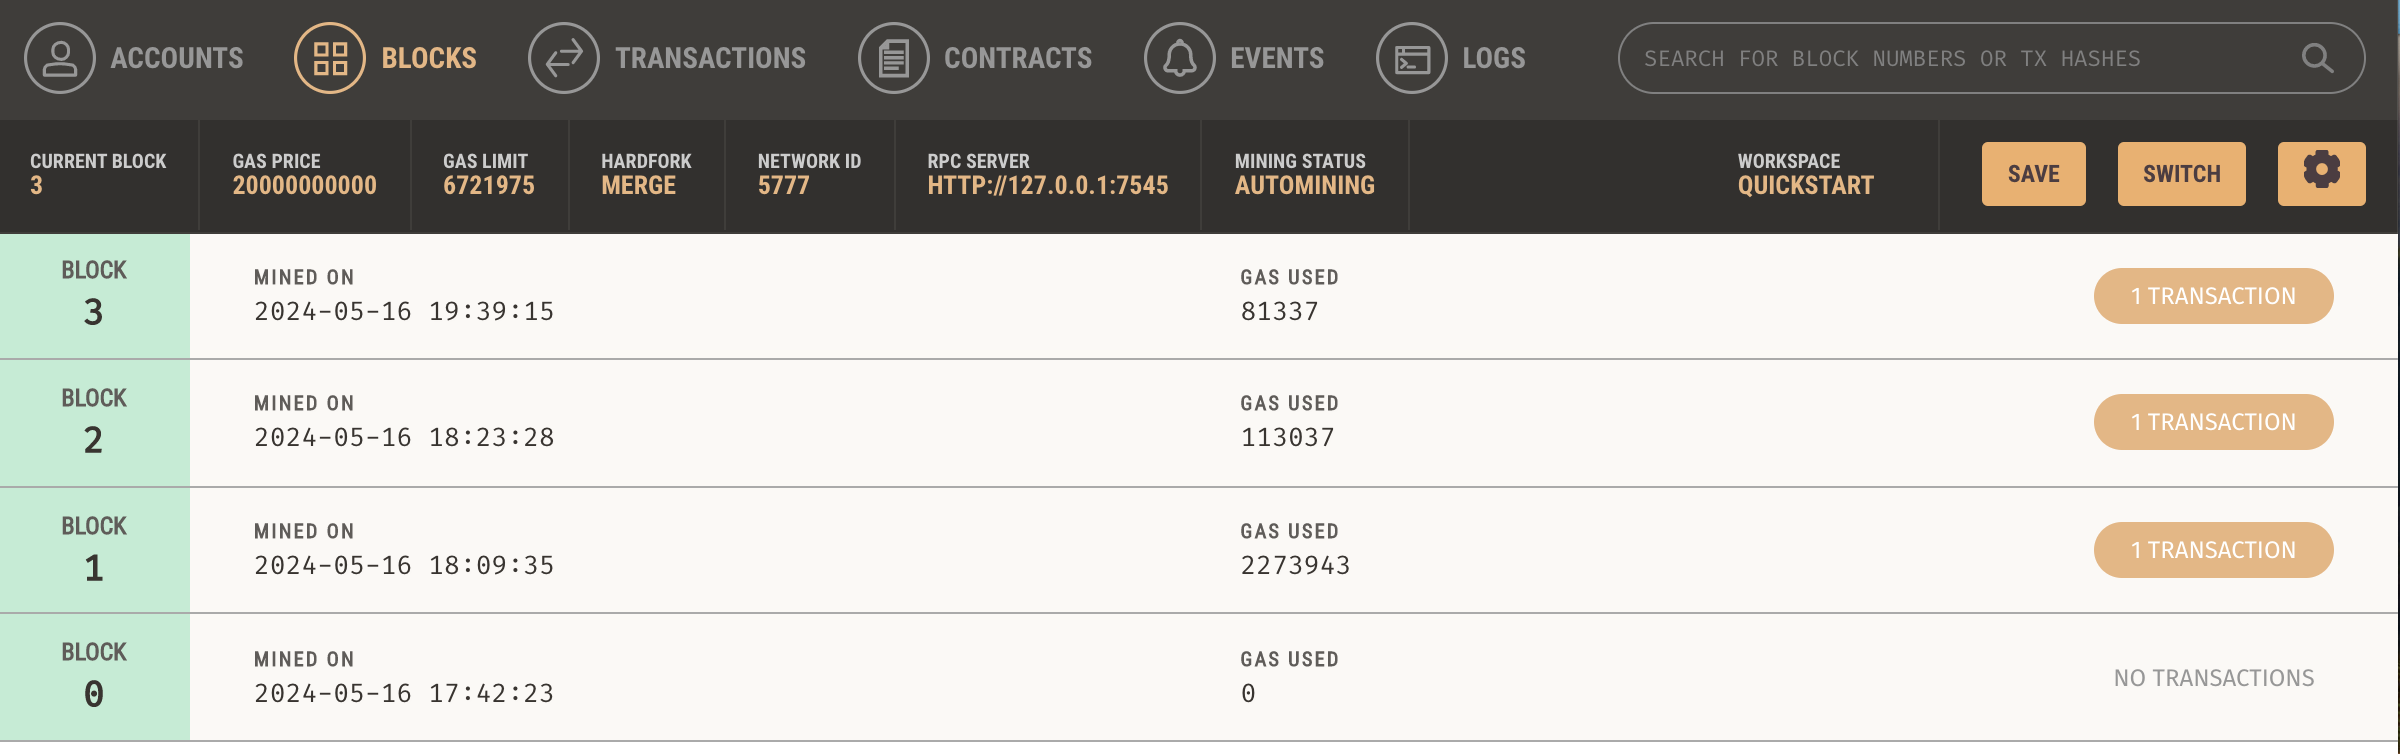 ACCOUNTS BLOCKS TRANSACTIONS CONTRACTS EVENTS LOGS SEARCH FOR BLOCK NUMBERS OR TX HASHES
CURRENT BLOCK GAS PRICE GAS LIMIT HARDFORK NETWORK ID RPC SERVER MINING STATUS WORKSPACE
3 20000000000 6721975 MERGE 5777 HTTP://127.0.0.1:7545 AUTOMINING QUICKSTART
SAVE SWITCH
BLOCK MINED ON GAS USED
3 2024-05-16 19:39:15 81337 1 TRANSACTION
BLOCK MINED ON GAS USED
2 2024-05-16 18:23:28 113037 1 TRANSACTION
BLOCK MINED ON GAS USED
1 2024-05-16 18:09:35 2273943 1 TRANSACTION
BLOCK MINED ON GAS USED
0 2024-05-16 17:42:23 0 NO TRANSACTIONS